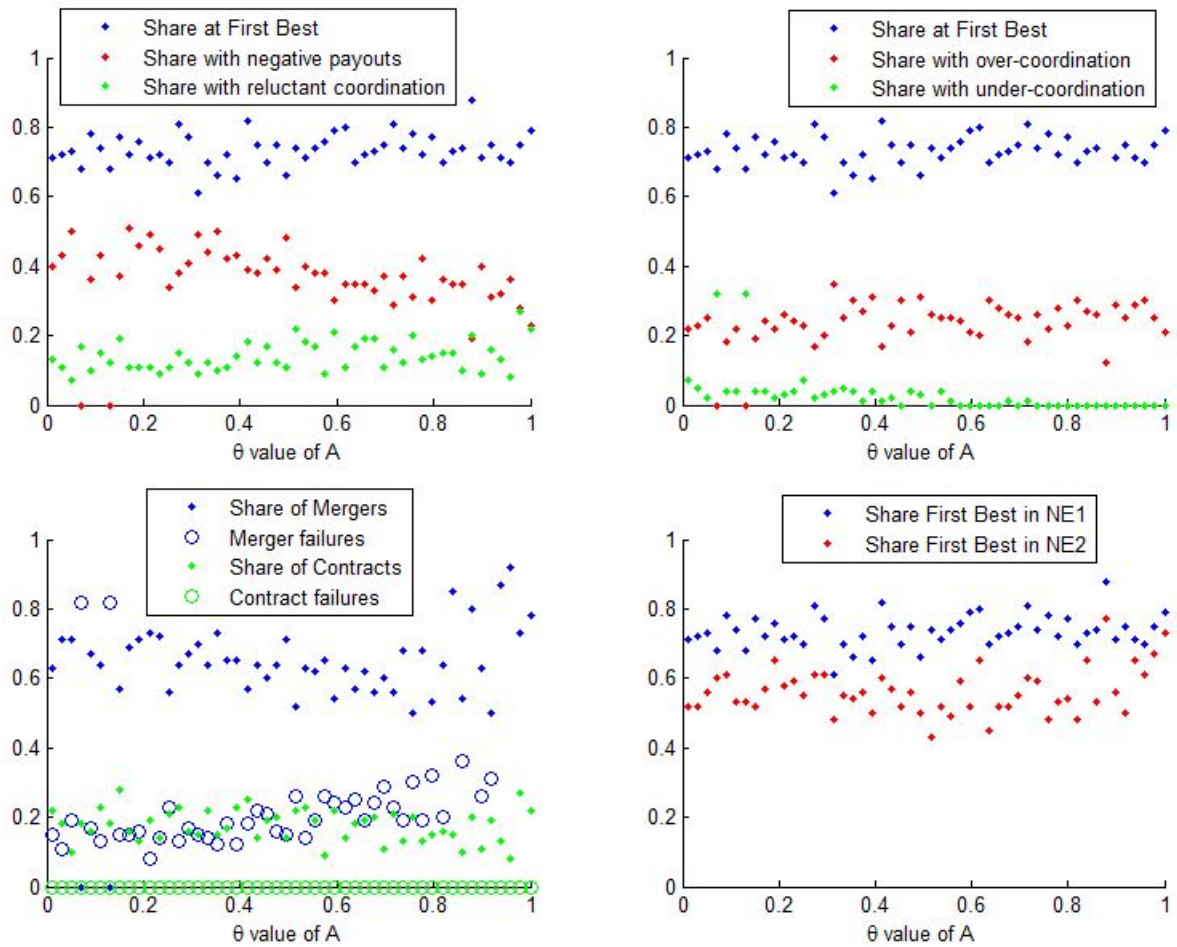 Share at First Best
Share with negative payouts
Share with reluctant coordination
1
0.8
0.6
0.4
0.2
0
0 0.2 0.4 0.6 0.8 1
θ value of A
Share at First Best
Share with over-coordination
Share with under-coordination
1
0.8
0.6
0.4
0.2
0
0 0.2 0.4 0.6 0.8 1
θ value of A
Share of Mergers
Merger failures
Share of Contracts
Contract failures
1
0.8
0.6
0.4
0.2
0
0 0.2 0.4 0.6 0.8 1
θ value of A
Share First Best in NE1
Share First Best in NE2
1
0.8
0.6
0.4
0.2
0
0 0.2 0.4 0.6 0.8 1
θ value of A